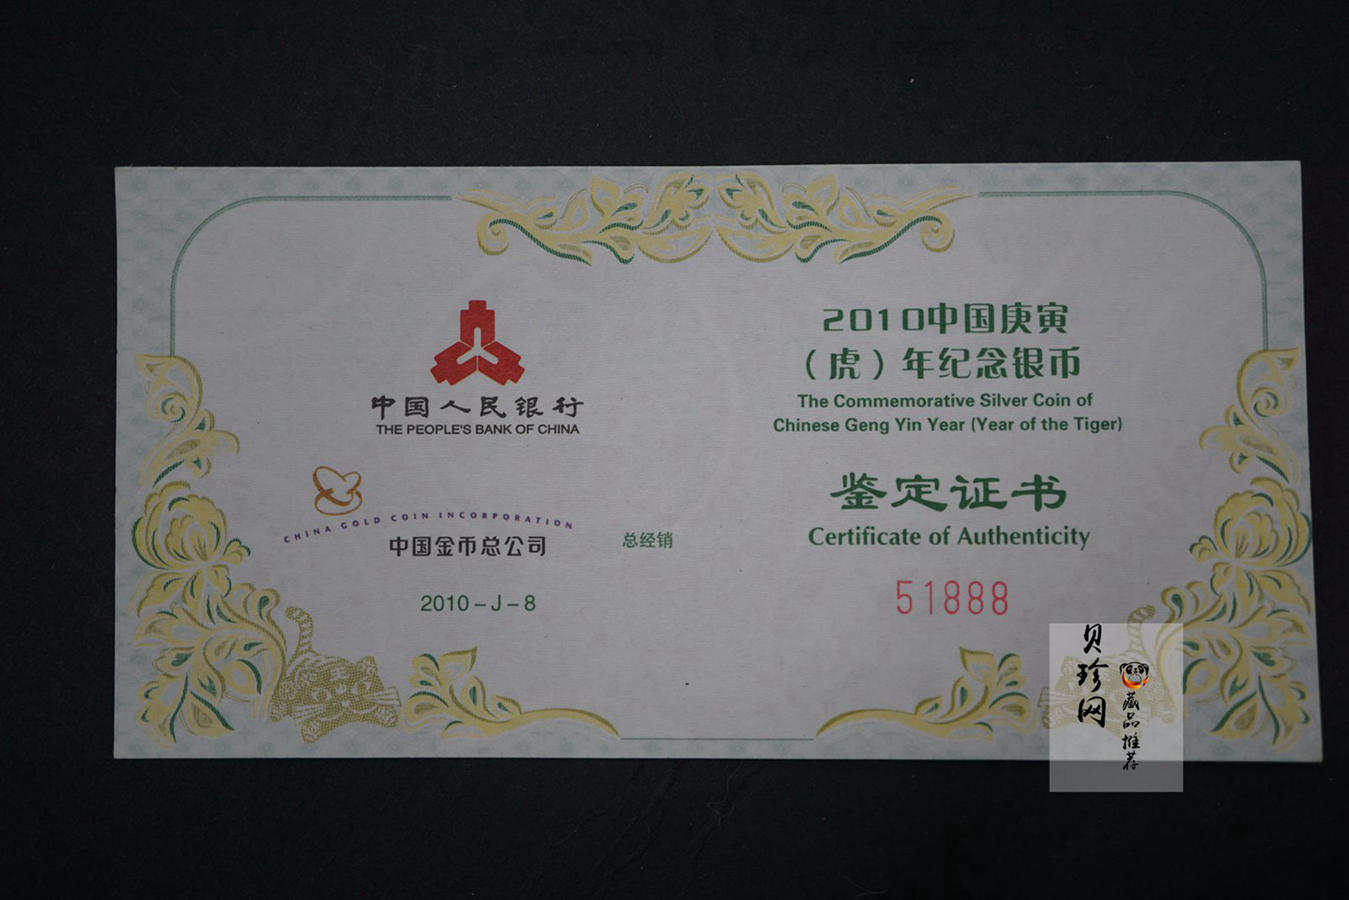 中国人民银行
THE PEOPLE'S BANK OF CHINA
CHINA GOLD COIN INCORPORATION
中国金币总公司
总经销
2010－J－8
2010中国庚寅
（虎）年纪念银币
The Commemorative Silver Coin of
Chinese Geng Yin Year (Year of the Tiger)
鉴定证书
Certificate of Authenticity
51888
贝珍网
藏品推荐